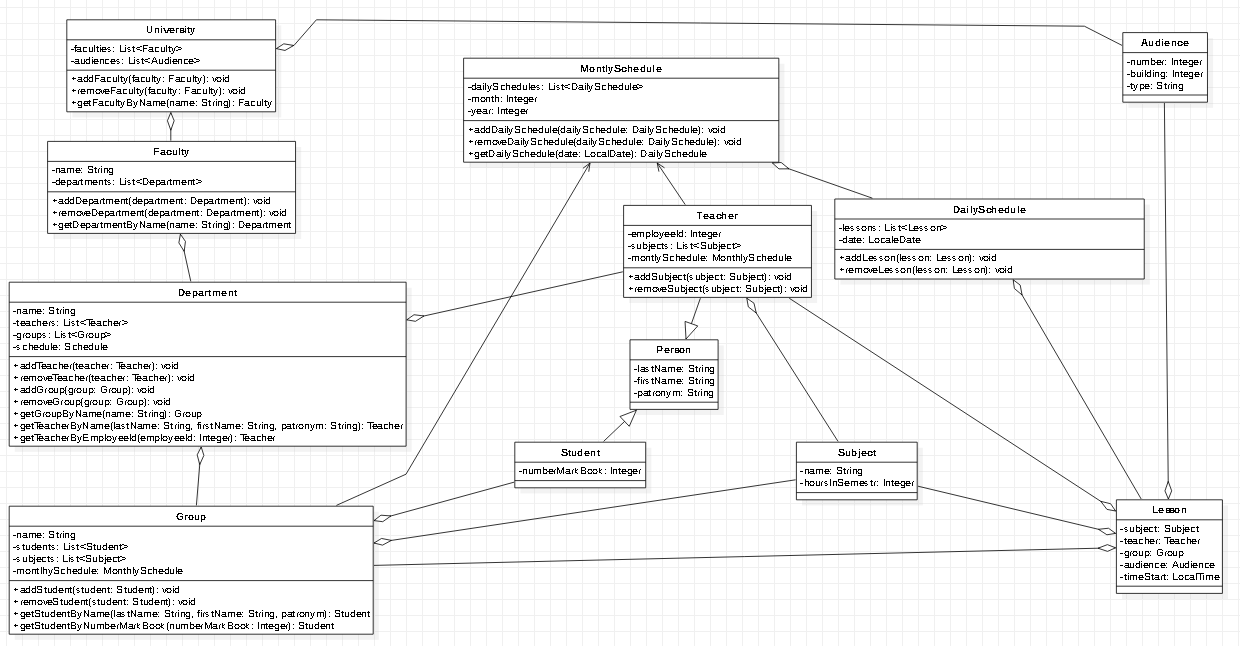 University
-faculties: List<Faculty>
-audiences: List<Audience>
+addFaculty(faculty: Faculty): void
+removeFaculty(faculty: Faculty): void
+getFacultyByName(name: String): Faculty
Audience
-number: Integer
-building: Integer
-type: String
MontlySchedule
-dailySchedules: List<DailySchedule>
-month: Integer
-year: Integer
+addDailySchedule(dailySchedule: DailySchedule): void
+removeDailySchedule(dailySchedule: DailySchedule): void
+getDailySchedule(date: LocalDate): DailySchedule
Faculty
-name: String
-departments: List<Department>
+addDepartment(department: Department): void
+removeDepartment(department: Department): void
+getDepartmentByName(name: String): Department
Teacher
-employeeId: Integer
-subjects: List<Subject>
-montlySchedule: MonthlySchedule
+addSubject(subject: Subject): void
+removeSubject(subject: Subject): void
DailySchedule
-lessons: List<Lesson>
-date: LocaleDate
+addLesson(lesson: Lesson): void
+removeLesson(lesson: Lesson): void
Department
-name: String
-teachers: List<Teacher>
-groups: List<Group>
-schedule: Schedule
+addTeacher(teacher: Teacher): void
+removeTeacher(teacher: Teacher): void
+addGroup(group: Group): void
+removeGroup(group: Group): void
+getGroupByName(name: String): Group
+getTeacherByName(lastName: String, firstName: String, patronym: String): Teacher
+getTeacherByEmployeeId(employeeId: Integer): Teacher
Person
-lastName: String
-firstName: String
-patronym: String
Student
-numberMarkBook: Integer
Subject
-name: String
-hoursInSemestr: Integer
Group
-name: String
-students: List<Student>
-subjects: List<Subject>
-montlhySchedule: MonthlySchedule
+addStudent(student: Student): void
+removeStudent(student: Student): void
+getStudentByName(lastName: String, firstName: String, patronym): Student
+getStudentByNumberMarkBook(numberMarkBook: Integer): Student
Lesson
-subject: Subject
-teacher: Teacher
-group: Group
-audience: Audience
-timeStart: LocalTime